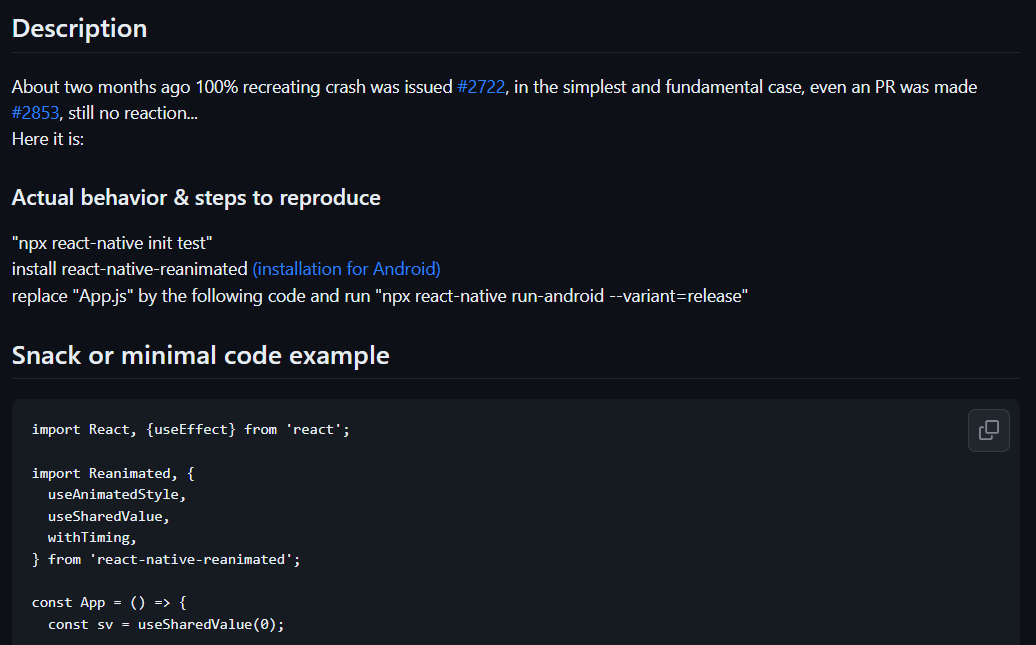 Description
About two months ago 100% recreating crash was issued #2722, in the simplest and fundamental case, even an PR was made
#2853, still no reaction...
Here it is:
Actual behavior & steps to reproduce
"npx react-native init test"
install react-native-reanimated (installation for Android)
replace "App.js" by the following code and run "npx react-native run-android --variant=release"
Snack or minimal code example
import React, {useEffect} from 'react';
import Reanimated, {
  useAnimatedStyle,
  useSharedValue,
  withTiming,
} from 'react-native-reanimated';
const App = () => {
  const sv = useSharedValue(0);